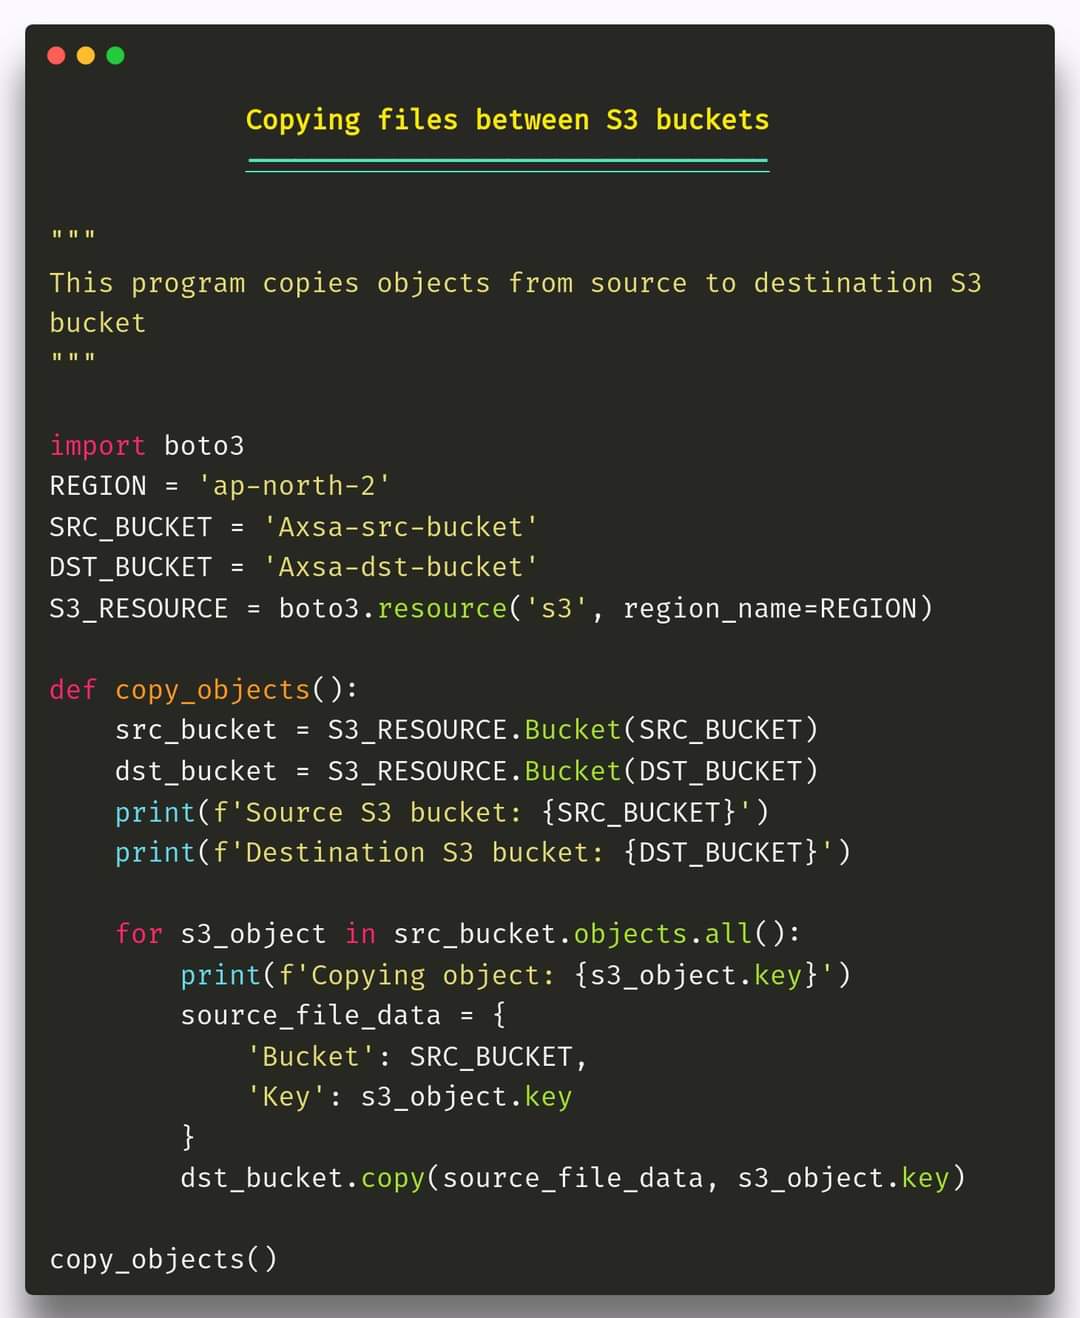 Copying files between S3 buckets
"""
This program copies objects from source to destination S3
bucket
"""
import boto3
REGION = 'ap-north-2'
SRC_BUCKET = 'Axsa-src-bucket'
DST_BUCKET = 'Axsa-dst-bucket'
S3_RESOURCE = boto3.resource('s3', region_name=REGION)
def copy_objects():
    src_bucket = S3_RESOURCE.Bucket(SRC_BUCKET)
    dst_bucket = S3_RESOURCE.Bucket(DST_BUCKET)
    print(f'Source S3 bucket: {SRC_BUCKET}')
    print(f'Destination S3 bucket: {DST_BUCKET}')
    for s3_object in src_bucket.objects.all():
        print(f'Copying object: {s3_object.key}')
        source_file_data = {
            'Bucket': SRC_BUCKET,
            'Key': s3_object.key
        }
        dst_bucket.copy(source_file_data, s3_object.key)
copy_objects()